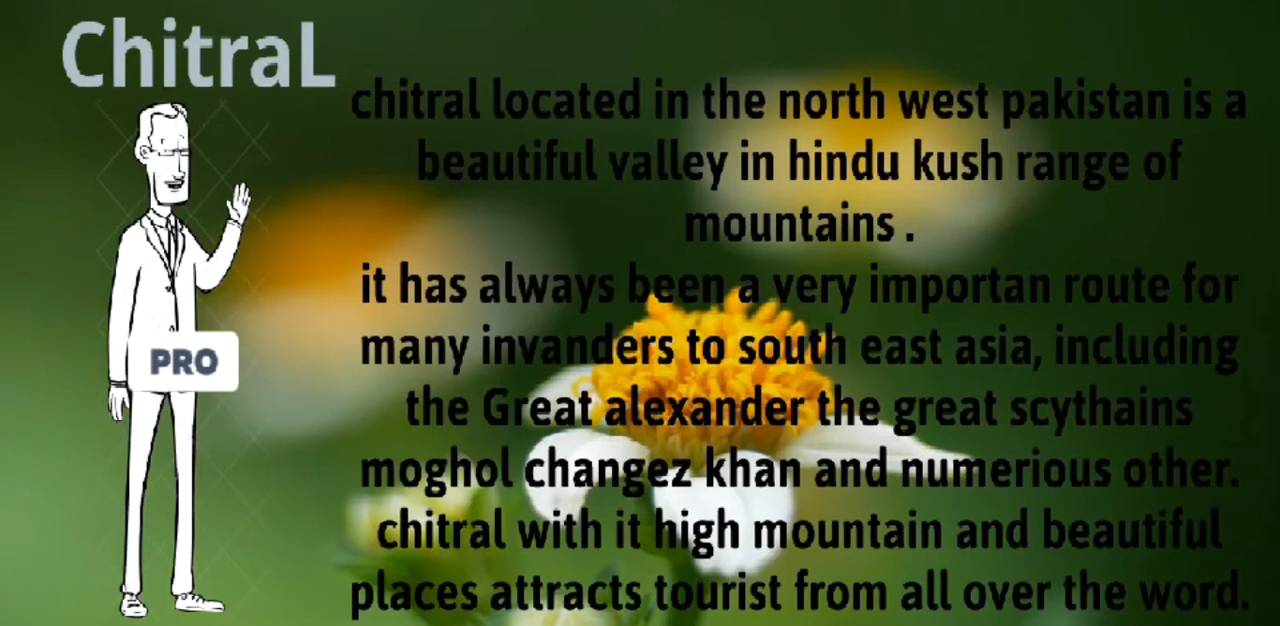 ChitraL
chitral located in the north west pakistan is a
beautiful valley in hindu kush range of
mountains .
it has always been a very importan route for
many invanders to south east asia, including
the Great alexander the great scythains
moghol changez khan and numerious other.
chitral with it high mountain and beautiful
places attracts tourist from all over the word.
PRO